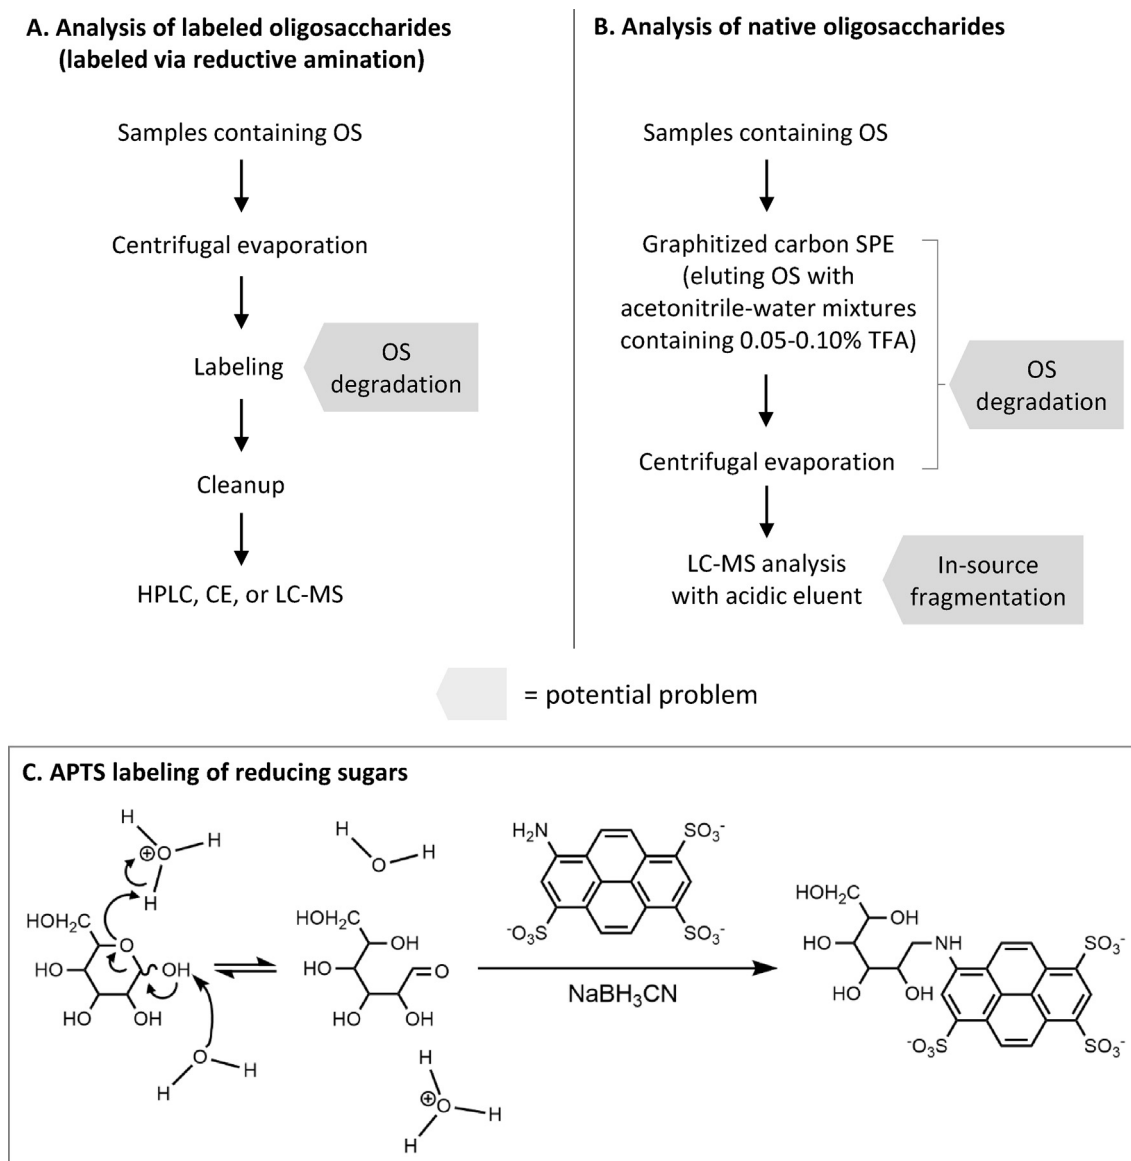 A. Analysis of labeled oligosaccharides
(labeled via reductive amination)
Samples containing OS
Centrifugal evaporation
Labeling
OS
degradation
Cleanup
HPLC, CE, or LC-MS
B. Analysis of native oligosaccharides
Samples containing OS
Graphitized carbon SPE
(eluting OS with
acetonitrile-water mixtures
containing 0.05-0.10% TFA)
OS
degradation
Centrifugal evaporation
LC-MS analysis
with acidic eluent
In-source
fragmentation
= potential problem
C. APTS labeling of reducing sugars
H
H
⊕O
H
HOH₂C
O
HO
OH
HO
OH
O
H
H
H
O
H
HOH₂C
OH
HO
O
HO
OH
H
⊕O
H
H
H₂N
SO₃⁻
⁻O₃S
SO₃⁻
NaBH₃CN
HOH₂C
OH
HO
NH
HO
OH
SO₃⁻
⁻O₃S
SO₃⁻